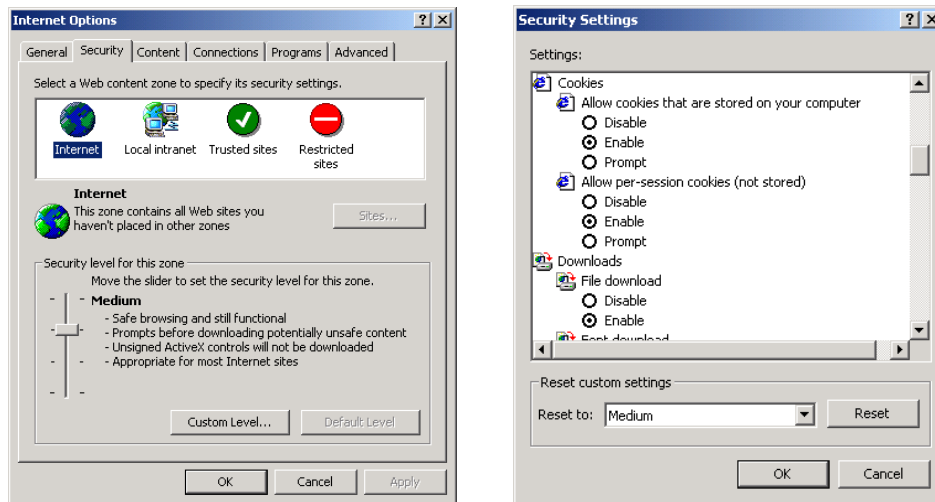 Internet Options
General Security Content Connections Programs Advanced
Select a Web content zone to specify its security settings.
Internet Local intranet Trusted sites Restricted
sites
Internet
This zone contains all Web sites you
haven't placed in other zones
Sites...
Security level for this zone
Move the slider to set the security level for this zone.
Medium
- Safe browsing and still functional
- Prompts before downloading potentially unsafe content
- Unsigned ActiveX controls will not be downloaded
- Appropriate for most Internet sites
Custom Level... Default Level
OK Cancel Apply
Security Settings
Settings:
Cookies
Allow cookies that are stored on your computer
Disable
Enable
Prompt
Allow per-session cookies (not stored)
Disable
Enable
Prompt
Downloads
File download
Disable
Enable
Font download
Reset custom settings
Reset to: Medium Reset
OK Cancel